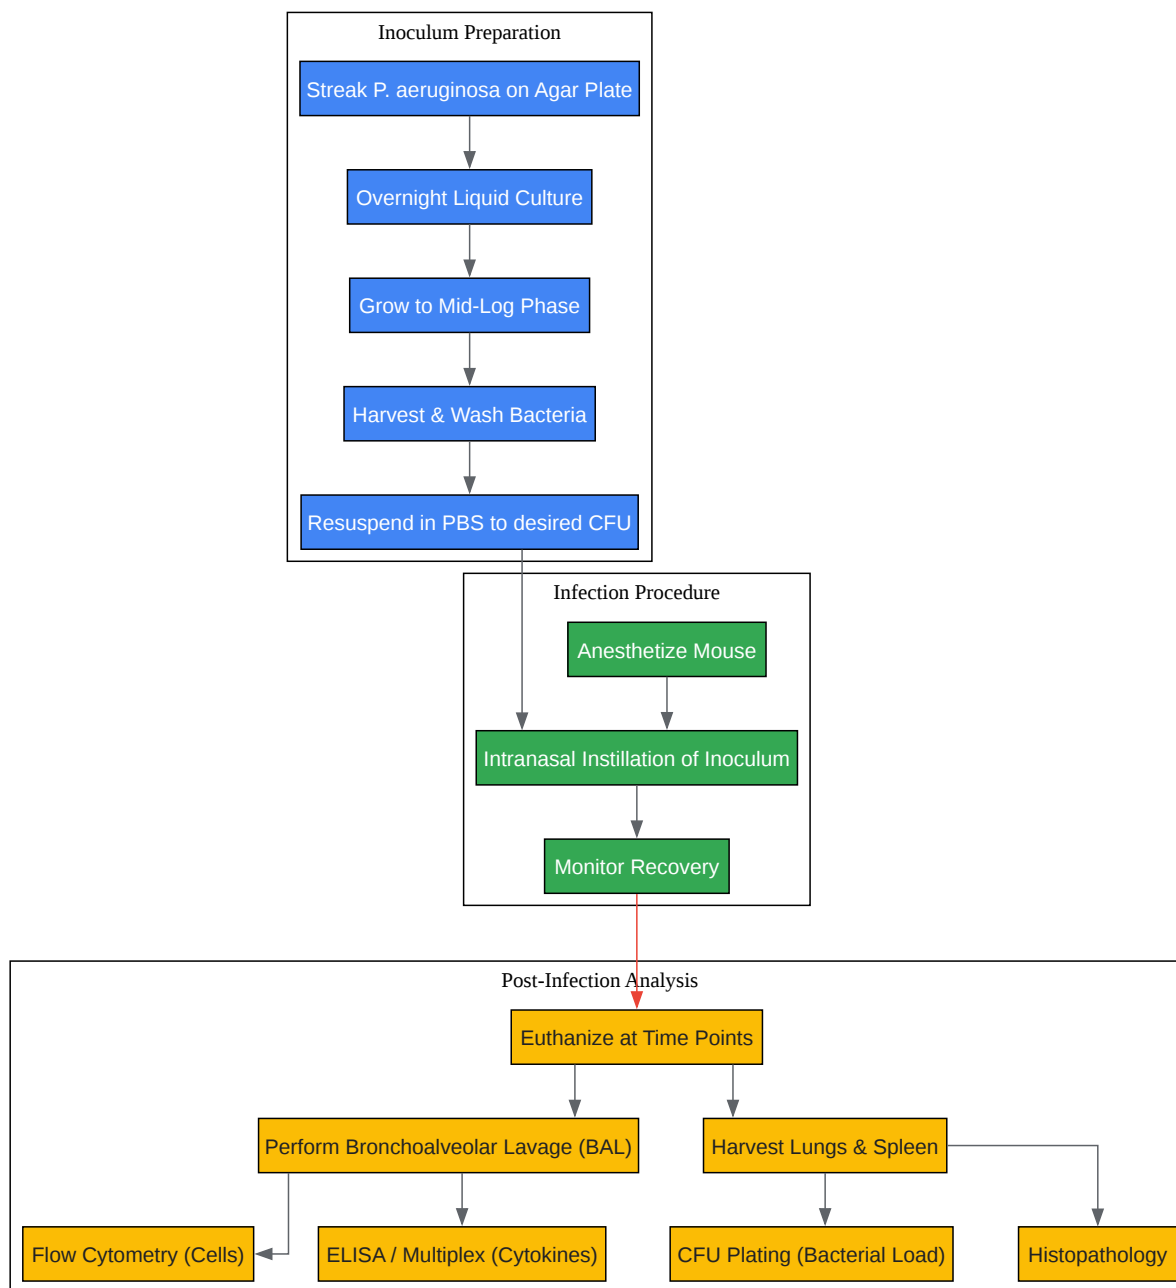 Inoculum Preparation
Streak P. aeruginosa on Agar Plate
Overnight Liquid Culture
Grow to Mid-Log Phase
Harvest & Wash Bacteria
Resuspend in PBS to desired CFU
Infection Procedure
Anesthetize Mouse
Intranasal Instillation of Inoculum
Monitor Recovery
Post-Infection Analysis
Euthanize at Time Points
Perform Bronchoalveolar Lavage (BAL)
Harvest Lungs & Spleen
Flow Cytometry (Cells)
ELISA / Multiplex (Cytokines)
CFU Plating (Bacterial Load)
Histopathology